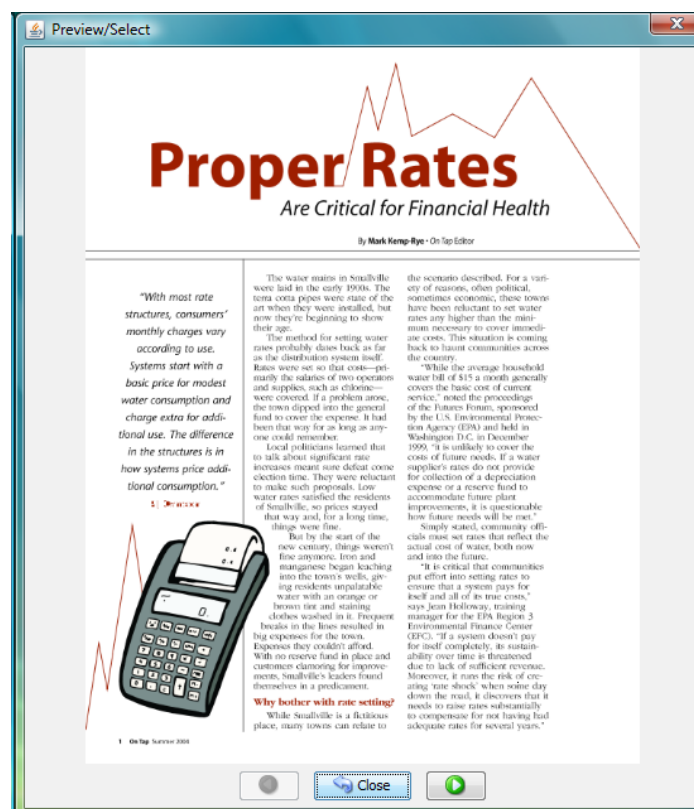 Preview/Select
Proper Rates
Are Critical for Financial Health
By Mark Kemp-Rye • On Tap Editor
"With most rate
structures, consumers'
monthly charges vary
according to use.
Systems start with a
basic price for modest
water consumption and
charge extra for addi-
tional use. The difference
in the structures is in
how systems price addi-
tional consumption."
The water mains in Smallville
were laid in the early 1900s. The
terra cotta pipes were state of the
art when they were installed, but
now they're beginning to show
their age.
The method for setting water
rates probably dates back as far
as the distribution system itself.
Rates were set so that costs—pri-
marily the salaries of two operators
and supplies, such as chlorine—
were covered. If a problem arose,
the town dipped into the general
fund to cover the expense. It had
been that way for as long as any-
one could remember.
Local politicians learned that
to talk about significant rate
increases meant sure defeat come
election time. They were reluctant
to make such proposals. Low
water rates satisfied the residents
of Smallville, so prices stayed
that way and, for a long time,
things were fine.
But by the start of the
new century, things weren't
fine anymore. Iron and
manganese began leaching
into the town's wells, giv-
ing residents unpalatable
water with an orange or
brown tint and staining
clothes washed in it. Frequent
breaks in the lines resulted in
big expenses for the town.
Expenses they couldn't afford.
With no reserve fund in place and
customers clamoring for improve-
ments, Smallville's leaders found
themselves in a predicament.
Why bother with rate setting?
While Smallville is a fictitious
place, many towns can relate to
the scenario described. For a vari-
ety of reasons, often political,
sometimes economic, these towns
have been reluctant to set water
rates any higher than the mini-
mum necessary to cover immedi-
ate costs. This situation is coming
back to haunt communities across
the country.
"While the average household
water bill of $15 a month generally
covers the basic cost of current
service," noted the proceedings
of the Futures Forum, sponsored
by the U.S. Environmental Protec-
tion Agency (EPA) and held in
Washington D.C. in December
1999, "it is unlikely to cover the
costs of future needs. If a water
supplier's rates do not provide
for collection of a depreciation
expense or a reserve fund to
accommodate future plant
improvements, it is questionable
how future needs will be met."
Simply stated, community offi-
cials must set rates that reflect the
actual cost of water, both now
and into the future.
"It is critical that communities
put effort into setting rates to
ensure that a system pays for
itself and all of its true costs,"
says Jean Holloway, training
manager for the EPA Region 3
Environmental Finance Center
(EFC). "If a system doesn't pay
for itself completely, its sustain-
ability over time is threatened
due to lack of sufficient revenue.
Moreover, it runs the risk of cre-
ating 'rate shock' when some day
down the road, it discovers that it
needs to raise rates substantially
to compensate for not having had
adequate rates for several years."
1 On Tap Summer 2004
Close